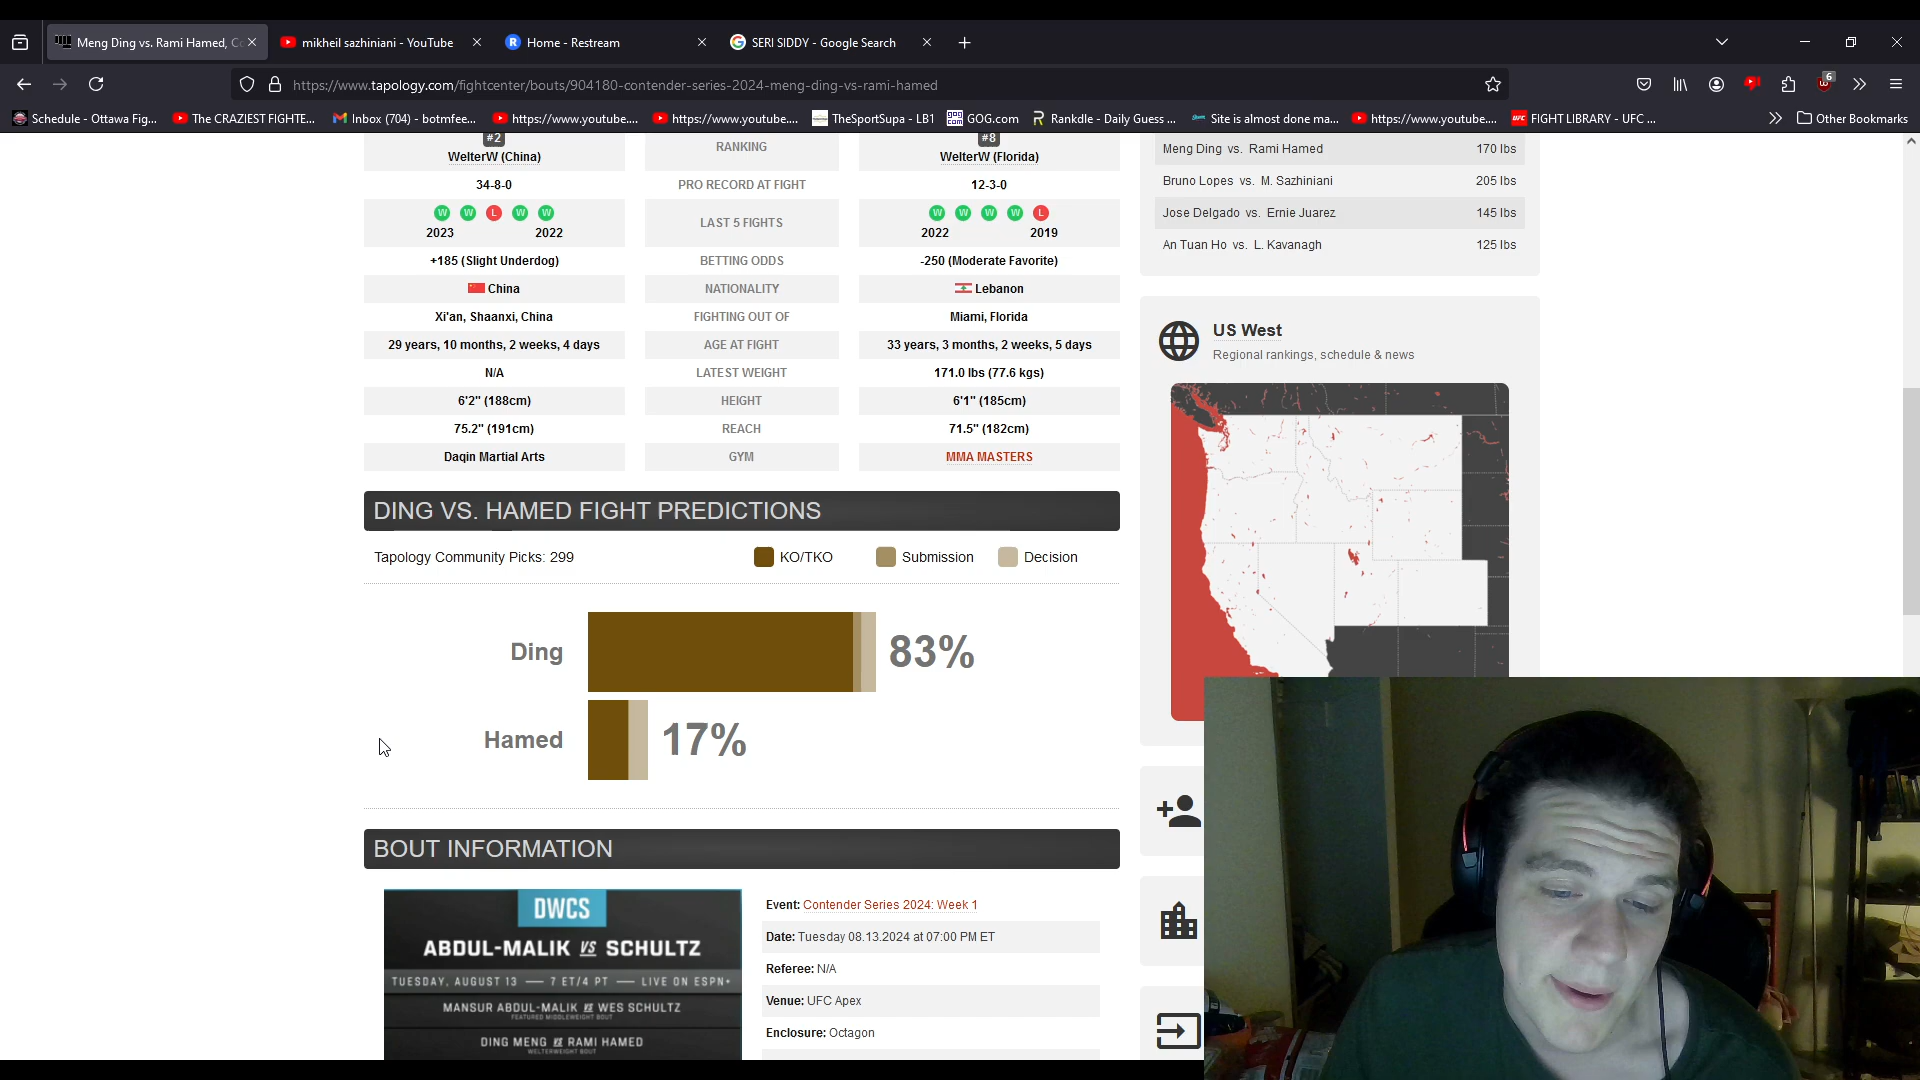 Meng Ding vs. Rami Hamed, Co
mikheil sazhiniani - YouTube
Home - Restream
SERI SIDDY - Google Search
https://www.tapology.com/fightcenter/bouts/904180-contender-series-2024-meng-ding-vs-rami-hamed
6
Schedule - Ottawa Fig...
The CRAZIEST FIGHTE...
Inbox (704) - botmfee...
https://www.youtube....
https://www.youtube....
TheSportSupa - LB1
GOG.com
Rankdle - Daily Guess ...
Site is almost done ma...
https://www.youtube....
FIGHT LIBRARY - UFC ...
Other Bookmarks
#2
WelterW (China)
RANKING
#8
WelterW (Florida)
34-8-0
PRO RECORD AT FIGHT
12-3-0
W W L W W
LAST 5 FIGHTS
W W W W L
2023
2022
2022
2019
+185 (Slight Underdog)
BETTING ODDS
-250 (Moderate Favorite)
China
NATIONALITY
Lebanon
Xi'an, Shaanxi, China
FIGHTING OUT OF
Miami, Florida
29 years, 10 months, 2 weeks, 4 days
AGE AT FIGHT
33 years, 3 months, 2 weeks, 5 days
N/A
LATEST WEIGHT
171.0 lbs (77.6 kgs)
6'2" (188cm)
HEIGHT
6'1" (185cm)
75.2" (191cm)
REACH
71.5" (182cm)
Daqin Martial Arts
GYM
MMA MASTERS
DING VS. HAMED FIGHT PREDICTIONS
Tapology Community Picks: 299
KO/TKO
Submission
Decision
Ding
83%
Hamed
17%
BOUT INFORMATION
DWCS
ABDUL-MALIK VS SCHULTZ
TUESDAY, AUGUST 13 — 7 ET/4 PT — LIVE ON ESPN+
MANSUR ABDUL-MALIK VS WES SCHULTZ
FEATURED MIDDLEWEIGHT BOUT
DING MENG VS RAMI HAMED
WELTERWEIGHT BOUT
Event: Contender Series 2024: Week 1
Date: Tuesday 08.13.2024 at 07:00 PM ET
Referee: N/A
Venue: UFC Apex
Enclosure: Octagon
Meng Ding vs. Rami Hamed 170 lbs
Bruno Lopes vs. M. Sazhiniani 205 lbs
Jose Delgado vs. Ernie Juarez 145 lbs
An Tuan Ho vs. L. Kavanagh 125 lbs
US West
Regional rankings, schedule & news